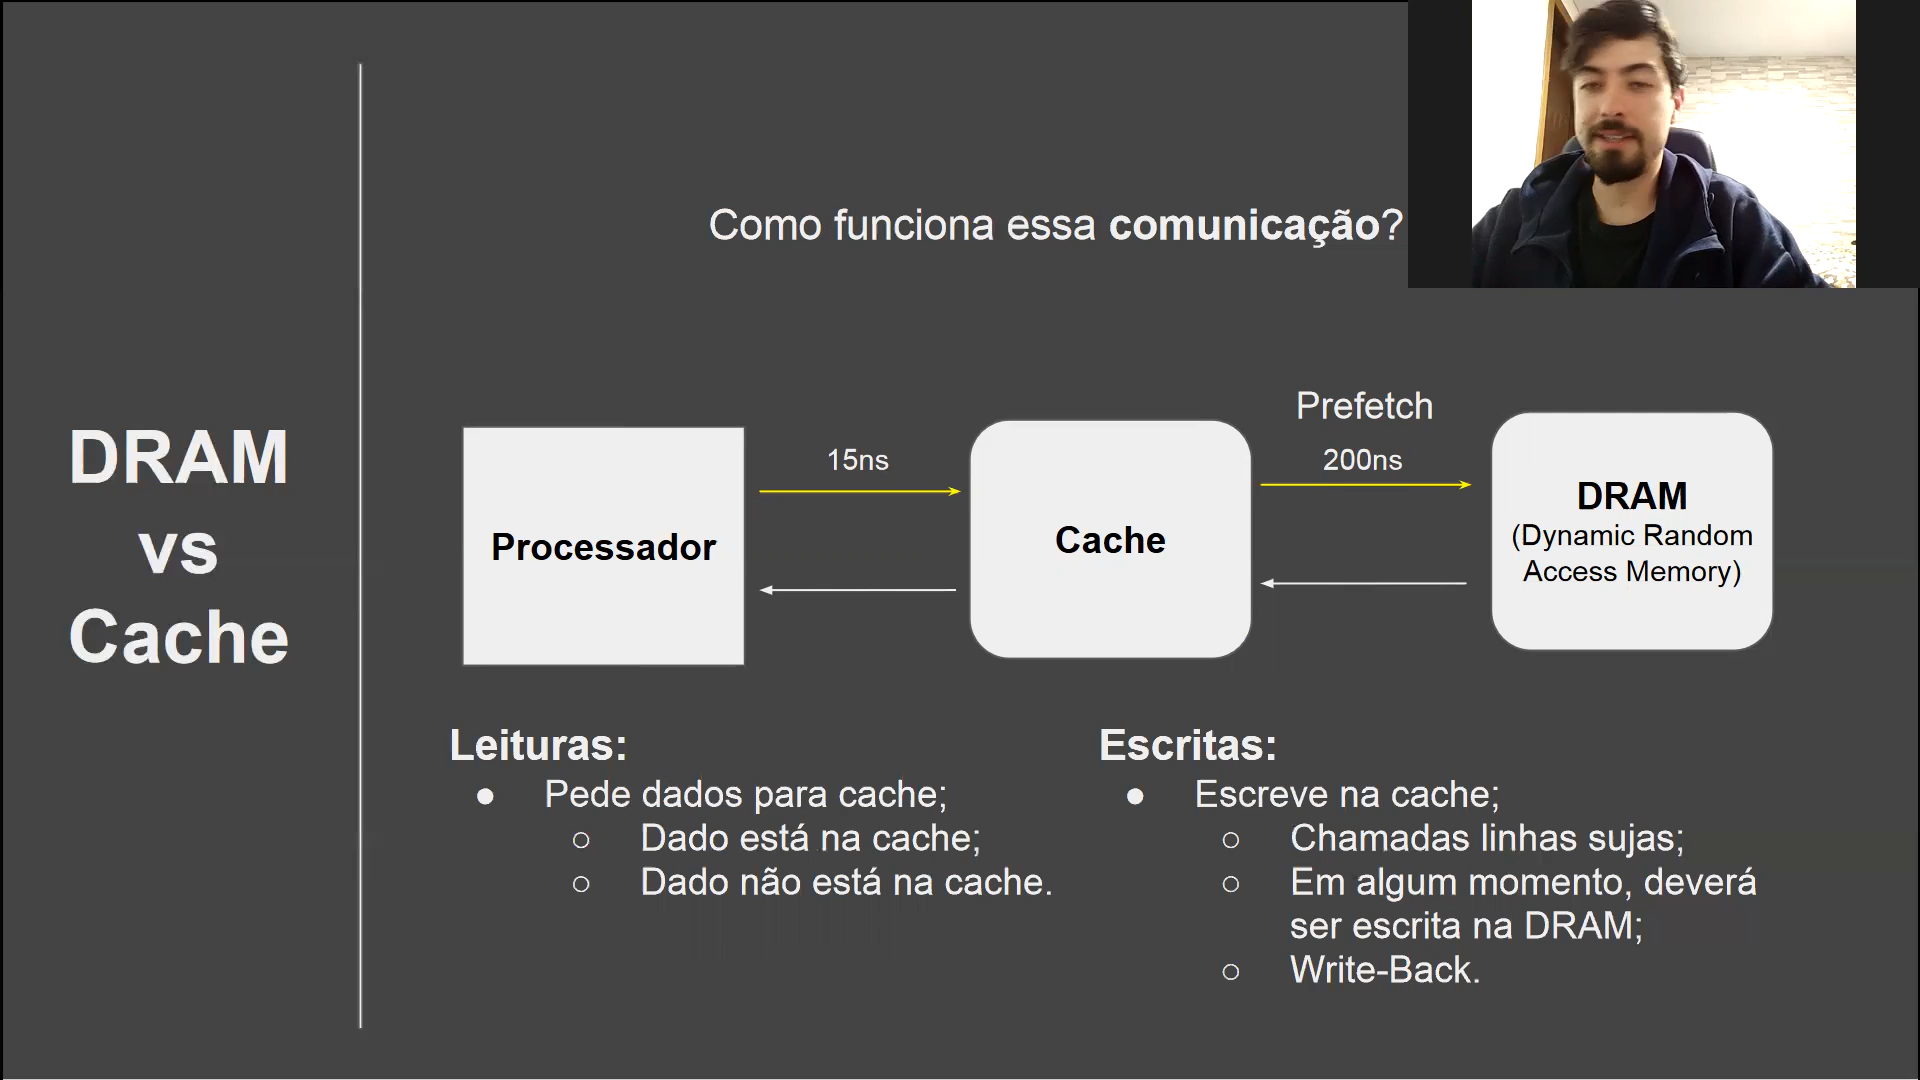 DRAM
vs
Cache
Como funciona essa comunicação?
Processador
15ns
Cache
Prefetch
200ns
DRAM
(Dynamic Random
Access Memory)
Leituras:
● Pede dados para cache;
○ Dado está na cache;
○ Dado não está na cache.
Escritas:
● Escreve na cache;
○ Chamadas linhas sujas;
○ Em algum momento, deverá
ser escrita na DRAM;
○ Write-Back.